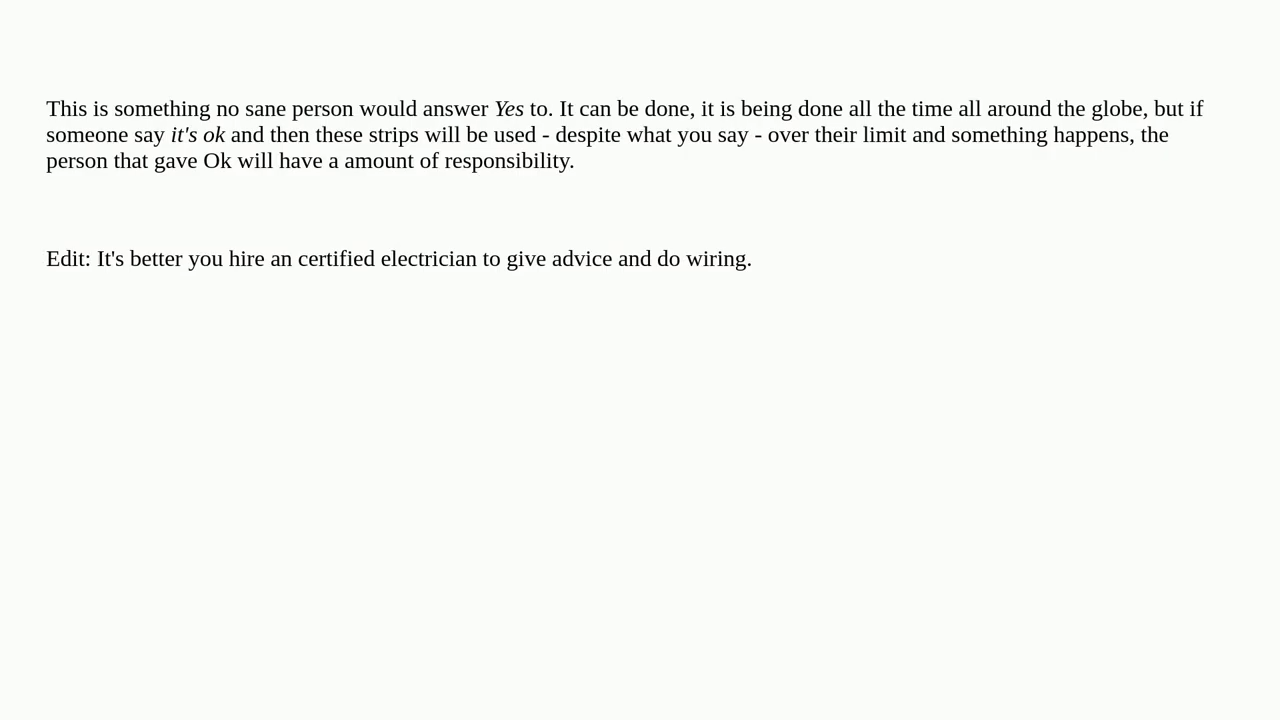 This is something no sane person would answer Yes to. It can be done, it is being done all the time all around the globe, but if
someone say it's ok and then these strips will be used - despite what you say - over their limit and something happens, the
person that gave Ok will have a amount of responsibility.
Edit: It's better you hire an certified electrician to give advice and do wiring.